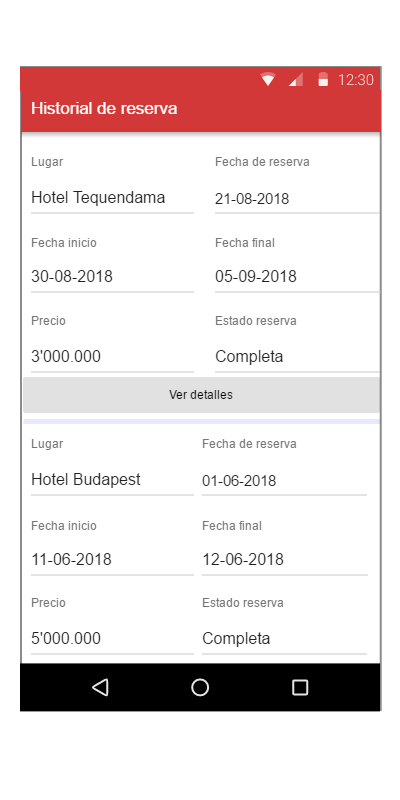 12:30
Historial de reserva
Lugar Fecha de reserva
Hotel Tequendama 21-08-2018
Fecha inicio Fecha final
30-08-2018 05-09-2018
Precio Estado reserva
3'000.000 Completa
Ver detalles
Lugar Fecha de reserva
Hotel Budapest 01-06-2018
Fecha inicio Fecha final
11-06-2018 12-06-2018
Precio Estado reserva
5'000.000 Completa